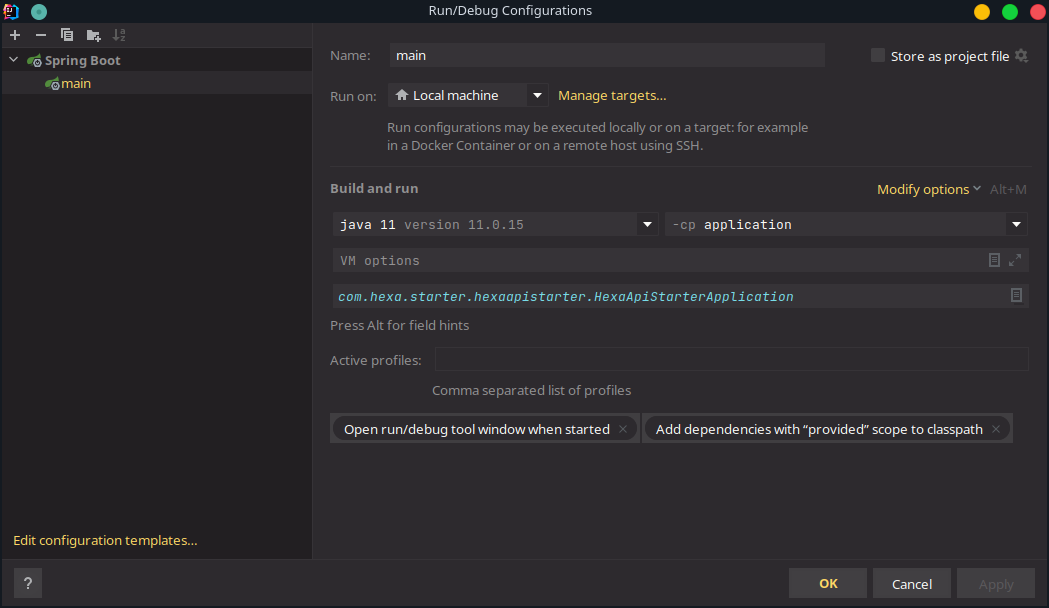 Run/Debug Configurations
Spring Boot
main
Edit configuration templates...
Name: main
Store as project file
Run on: Local machine Manage targets...
Run configurations may be executed locally or on a target: for example
in a Docker Container or on a remote host using SSH.
Build and run
Modify options Alt+M
java 11 version 11.0.15
-cp application
VM options
com.hexa.starter.hexaapistarter.HexaApiStarterApplication
Press Alt for field hints
Active profiles:
Comma separated list of profiles
Open run/debug tool window when started ×
Add dependencies with “provided” scope to classpath ×
?
OK
Cancel
Apply